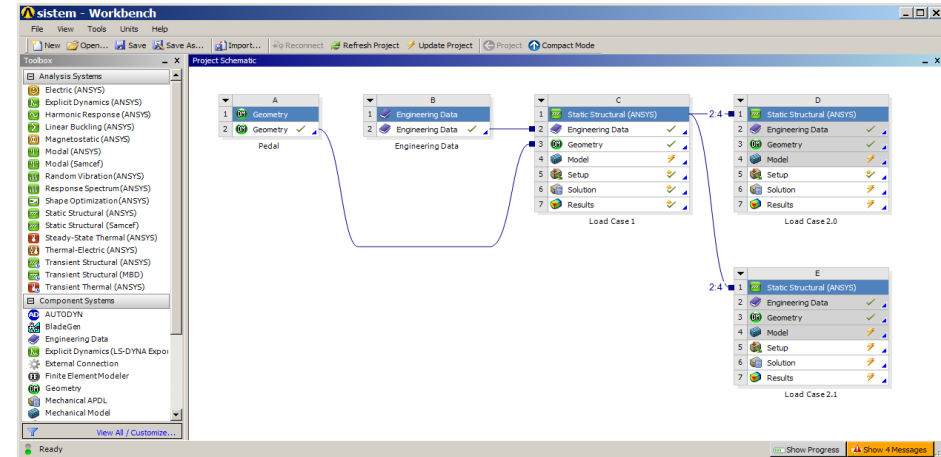 sistem - Workbench
File View Tools Units Help
New Open... Save Save As... Import... Reconnect Refresh Project Update Project Project Compact Mode
Toolbox
Project Schematic
Analysis Systems
Electric (ANSYS)
Explicit Dynamics (ANSYS)
Harmonic Response (ANSYS)
Linear Buckling (ANSYS)
Magnetostatic (ANSYS)
Modal (ANSYS)
Modal (Samcef)
Random Vibration (ANSYS)
Response Spectrum (ANSYS)
Shape Optimization (ANSYS)
Static Structural (ANSYS)
Static Structural (Samcef)
Steady-State Thermal (ANSYS)
Thermal-Electric (ANSYS)
Transient Structural (ANSYS)
Transient Structural (MBD)
Transient Thermal (ANSYS)
Component Systems
AUTODYN
BladeGen
Engineering Data
Explicit Dynamics (LS-DYNA Expor
External Connection
Finite Element Modeler
Geometry
Mechanical APDL
Mechanical Model
View All / Customize...
A
1 Geometry
2 Geometry
Pedal
B
1 Engineering Data
2 Engineering Data
Engineering Data
C
1 Static Structural (ANSYS)
2 Engineering Data
3 Geometry
4 Model
5 Setup
6 Solution
7 Results
Load Case 1
2:4
D
1 Static Structural (ANSYS)
2 Engineering Data
3 Geometry
4 Model
5 Setup
6 Solution
7 Results
Load Case 2.0
2:4
E
1 Static Structural (ANSYS)
2 Engineering Data
3 Geometry
4 Model
5 Setup
6 Solution
7 Results
Load Case 2.1
Ready
Show Progress
Show 4 Messages